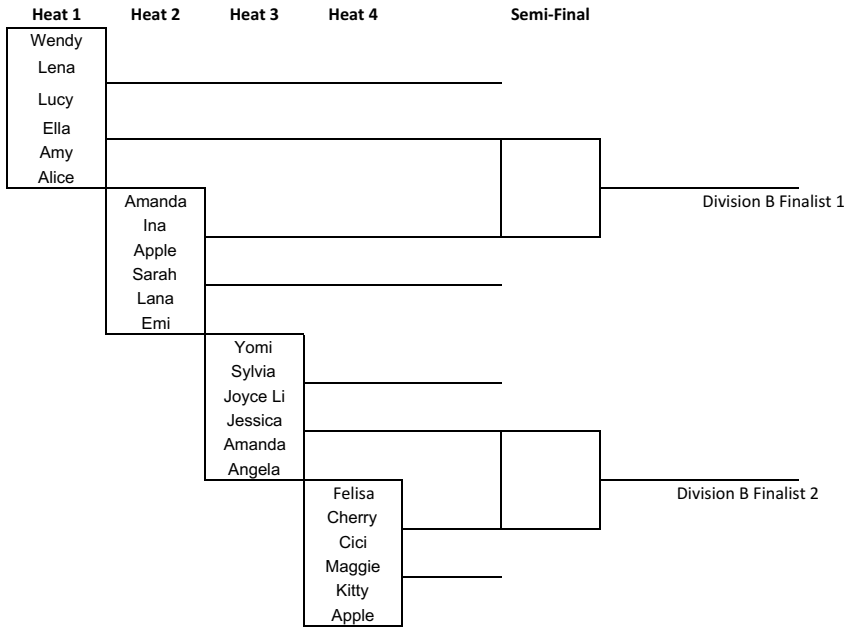 Heat 1 Heat 2 Heat 3 Heat 4 Semi-Final
Wendy
Lena
Lucy
Ella
Amy
Alice
Amanda
Ina
Apple
Sarah
Lana
Emi
Division B Finalist 1
Yomi
Sylvia
Joyce Li
Jessica
Amanda
Angela
Felisa
Cherry
Cici
Maggie
Kitty
Apple
Division B Finalist 2